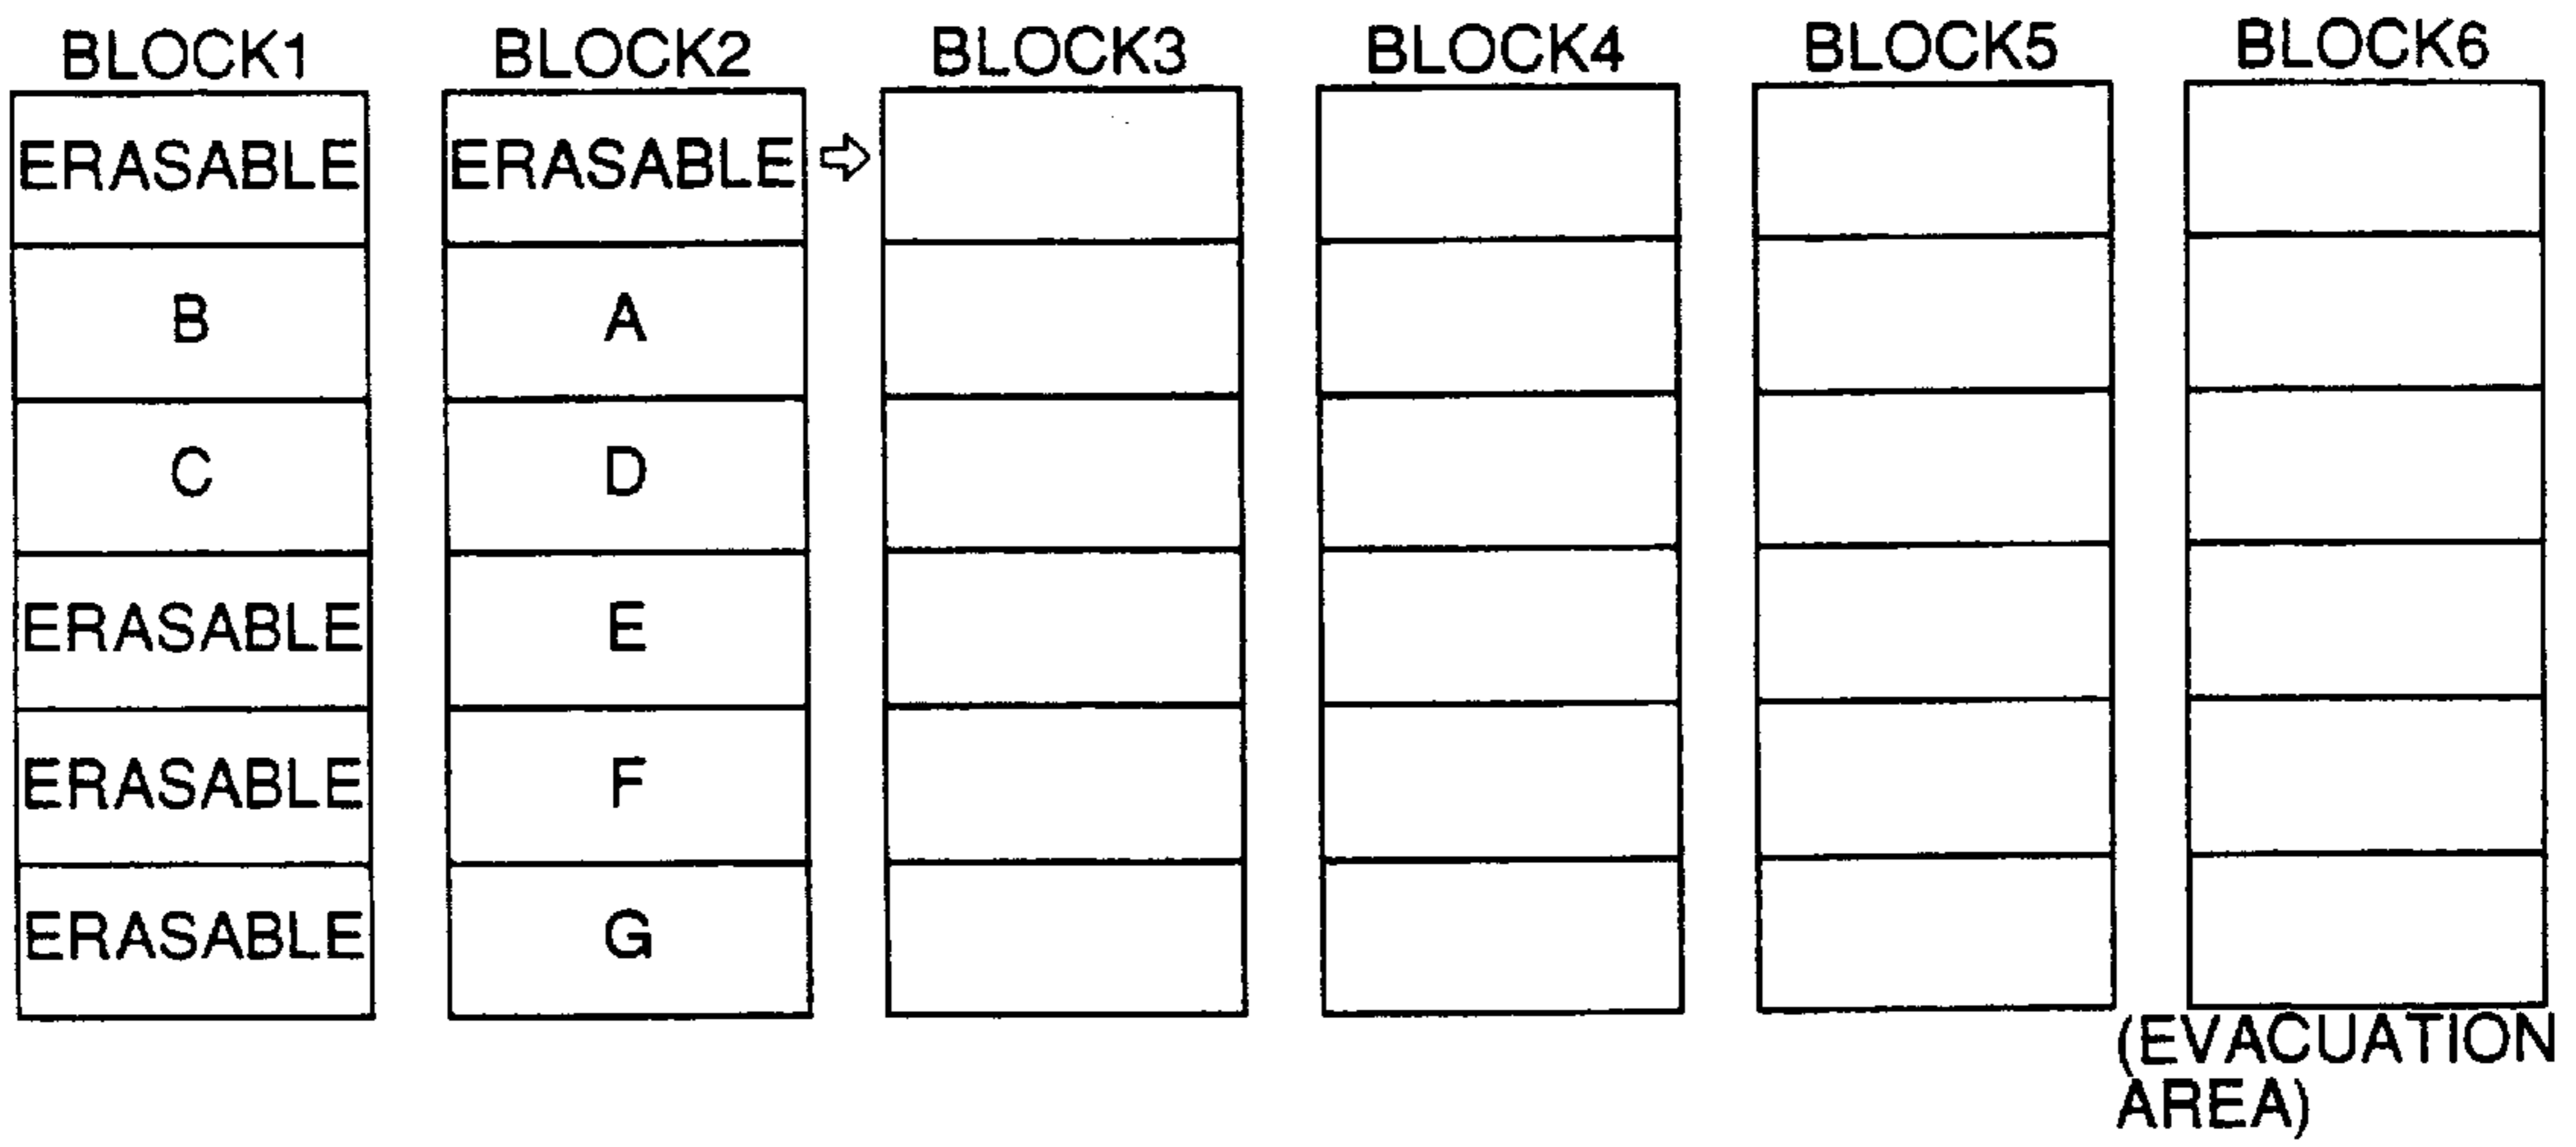 BLOCK1 BLOCK2 BLOCK3 BLOCK4 BLOCK5 BLOCK6
ERASABLE ERASABLE
B A
C D
ERASABLE E
ERASABLE F
ERASABLE G
(EVACUATION
AREA)